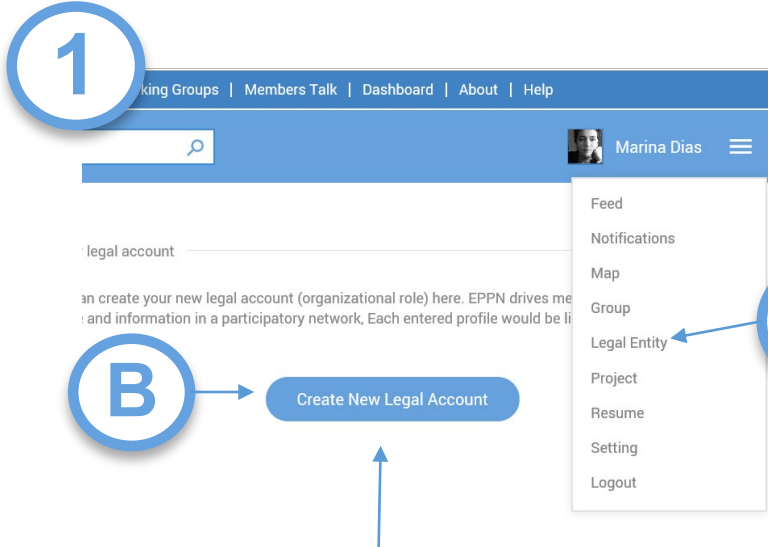 1
king Groups | Members Talk | Dashboard | About | Help
Marina Dias
Feed
Notifications
Map
Group
Legal Entity
Project
Resume
Setting
Logout
legal account
an create your new legal account (organizational role) here. EPPN drives me
and information in a participatory network, Each entered profile would be li
B
Create New Legal Account